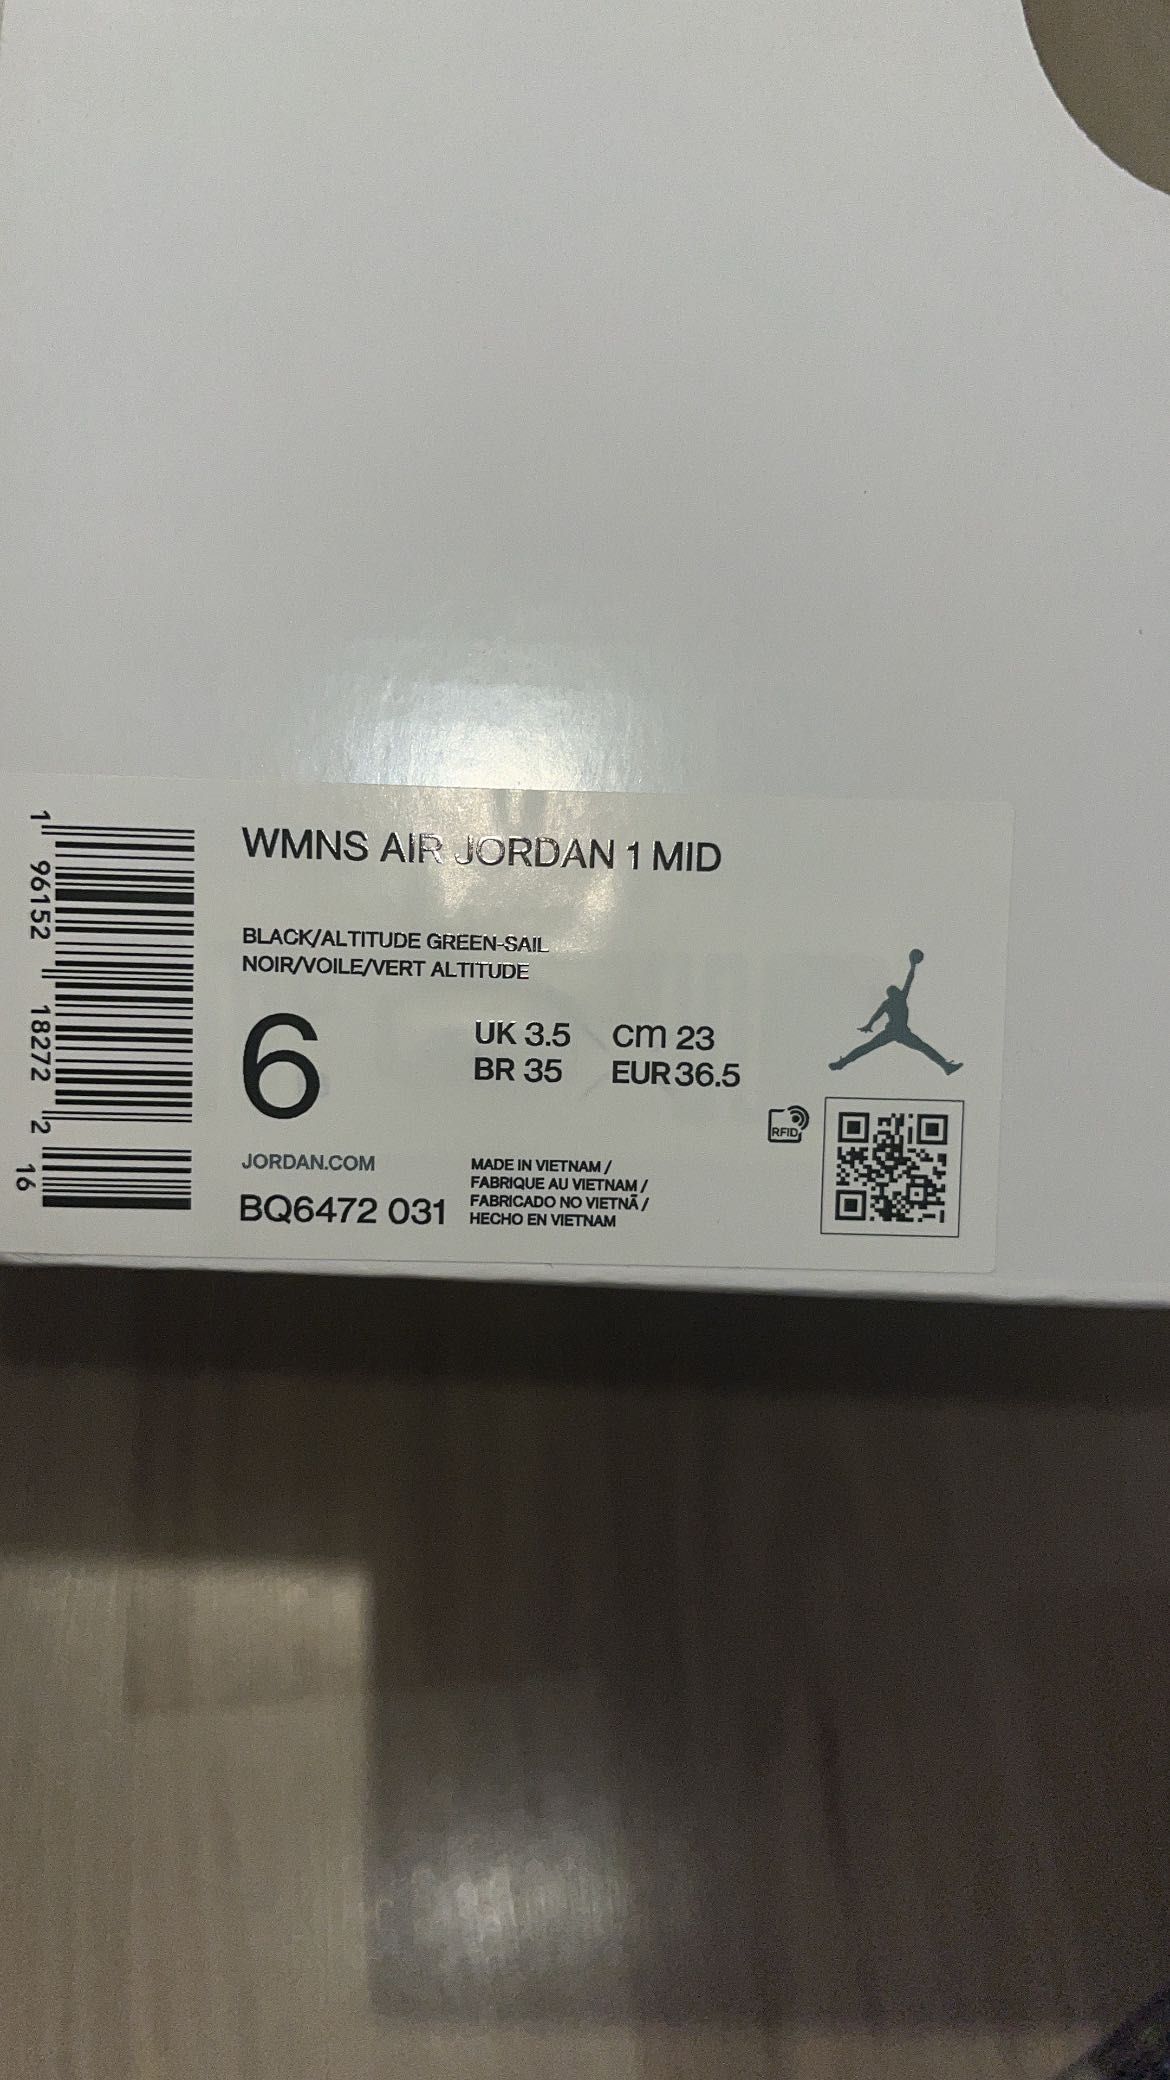 WMNS AIR JORDAN 1 MID
BLACK/ALTITUDE GREEN-SAIL
NOIR/VOILE/VERT ALTITUDE
6
UK 3.5 cm 23
BR 35 EUR 36.5
RFID
JORDAN.COM
BQ6472 031
MADE IN VIETNAM /
FABRIQUE AU VIETNAM /
FABRICADO NO VIETNÃ /
HECHO EN VIETNAM
1 96152 18272 2 16